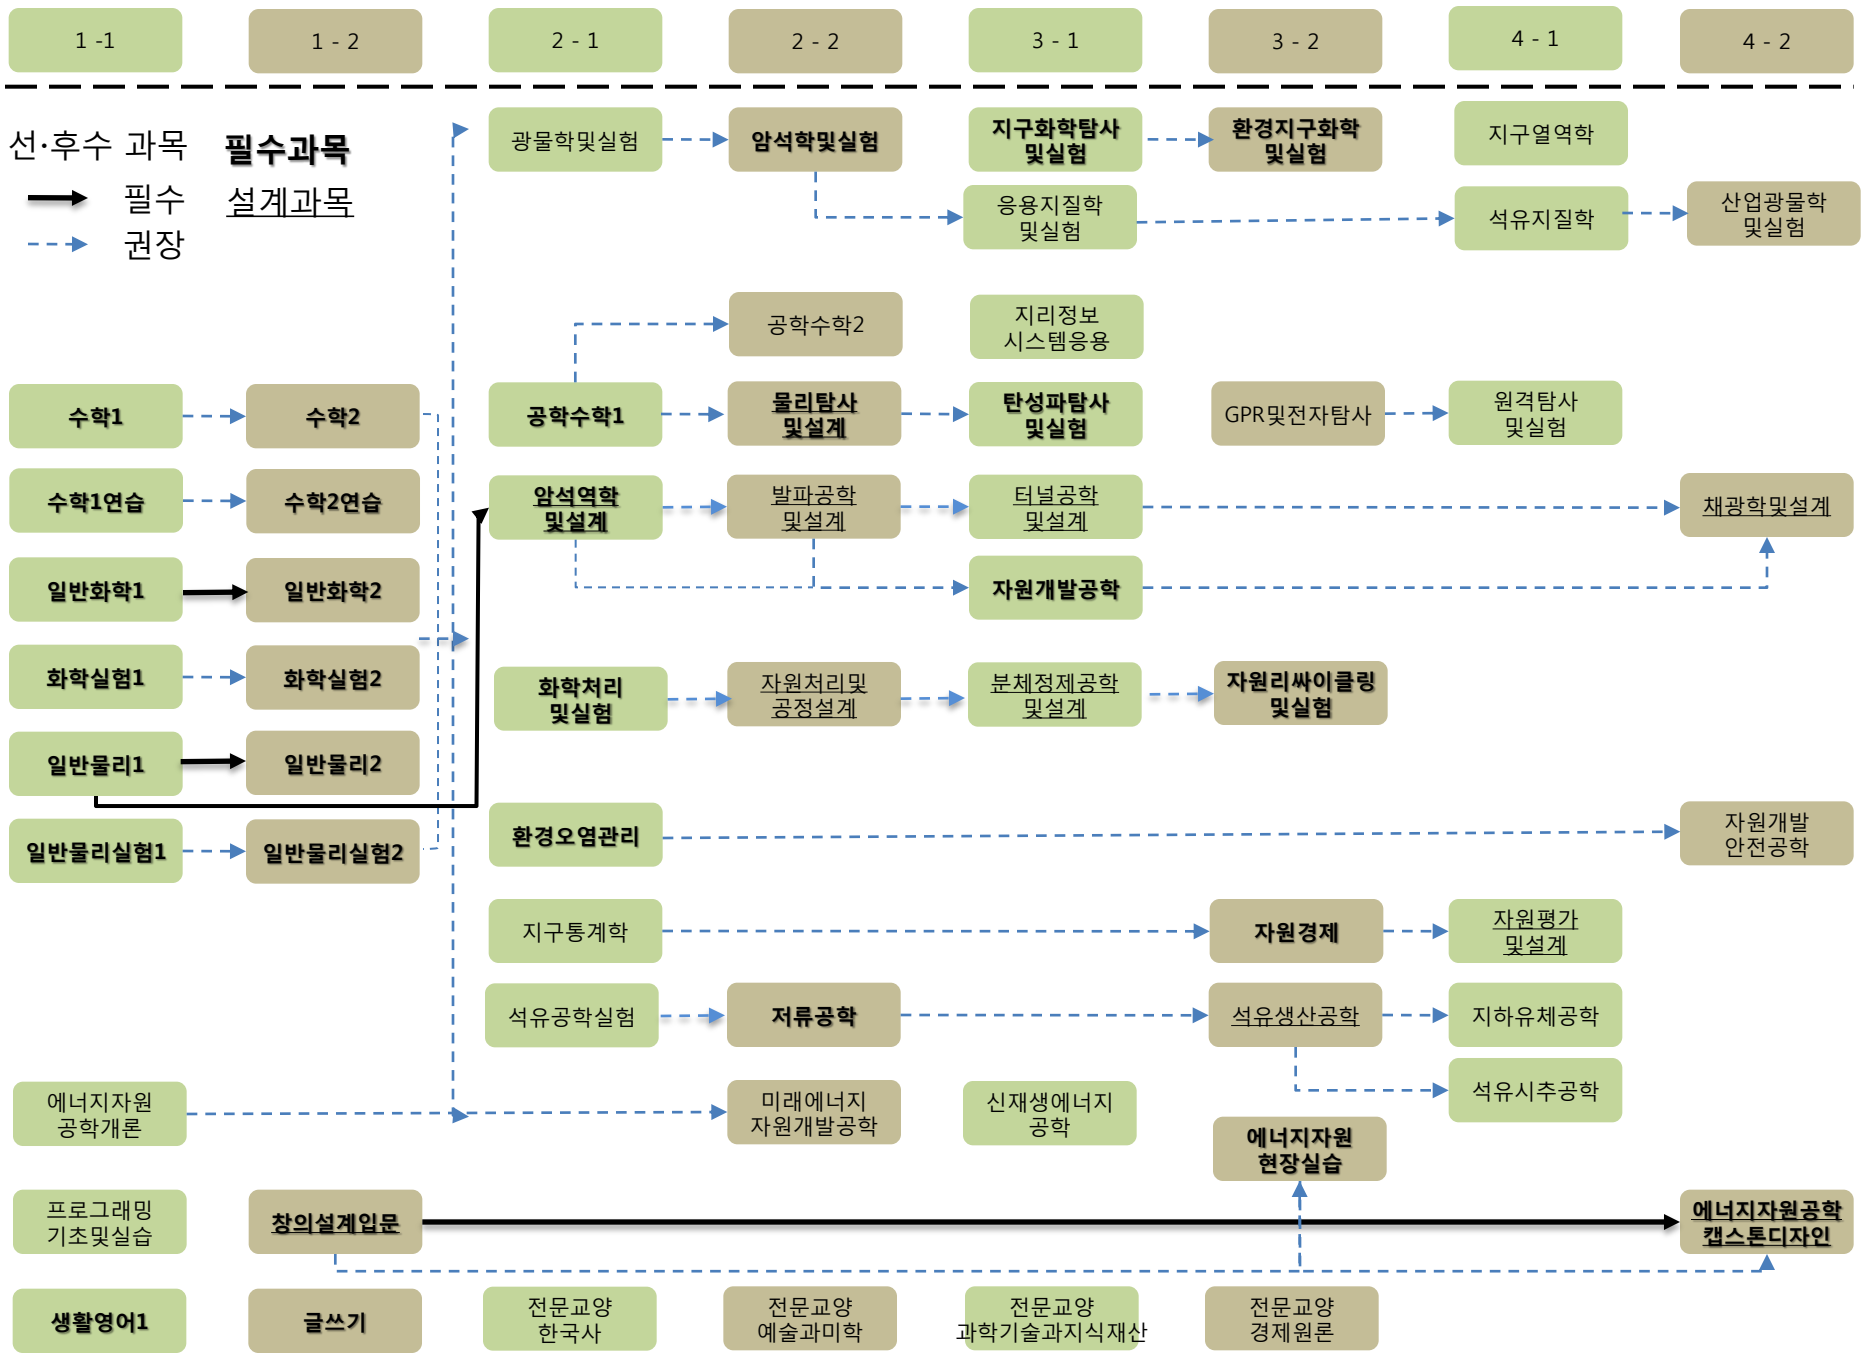 1 -1
1 - 2
2 - 1
2 - 2
3 - 1
3 - 2
4 - 1
4 - 2
선·후수 과목
필수과목
필수
설계과목
권장
광물학및실험
암석학및실험
지구화학탐사
및실험
환경지구화학
및실험
지구열역학
응용지질학
및실험
석유지질학
산업광물학
및실험
공학수학2
지리정보
시스템응용
수학1
수학2
공학수학1
물리탐사
및설계
탄성파탐사
및실험
GPR및전자탐사
원격탐사
및실험
수학1연습
수학2연습
암석역학
및설계
발파공학
및설계
터널공학
및설계
채광학및설계
일반화학1
일반화학2
자원개발공학
화학실험1
화학실험2
화학처리
및실험
자원처리및
공정설계
분체정제공학
및설계
자원리싸이클링
및실험
일반물리1
일반물리2
일반물리실험1
일반물리실험2
환경오염관리
자원개발
안전공학
지구통계학
자원경제
자원평가
및설계
석유공학실험
저류공학
석유생산공학
지하유체공학
석유시추공학
에너지자원
공학개론
미래에너지
자원개발공학
신재생에너지
공학
에너지자원
현장실습
프로그래밍
기초및실습
창의설계입문
에너지자원공학
캡스톤디자인
생활영어1
글쓰기
전문교양
한국사
전문교양
예술과미학
전문교양
과학기술과지식재산
전문교양
경제원론